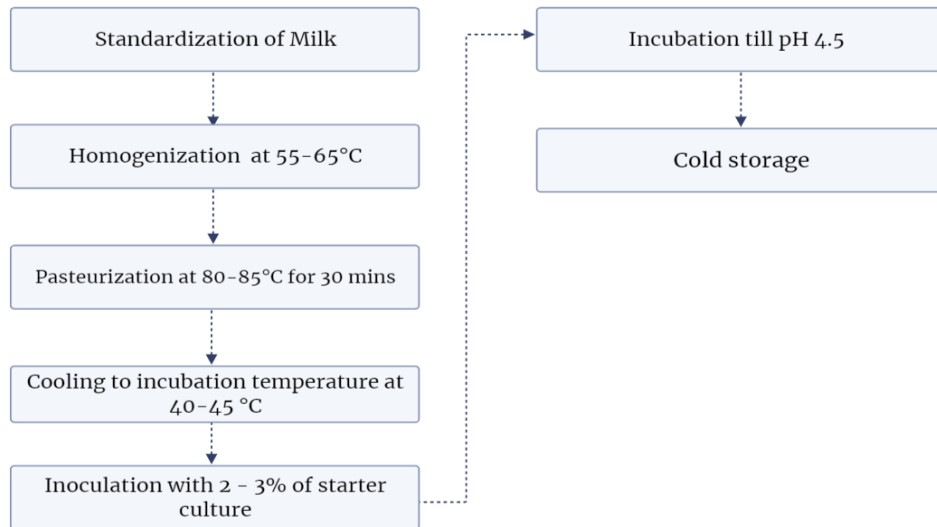 Standardization of Milk
Homogenization at 55-65°C
Pasteurization at 80-85°C for 30 mins
Cooling to incubation temperature at
40-45 °C
Inoculation with 2 - 3% of starter
culture
Incubation till pH 4.5
Cold storage